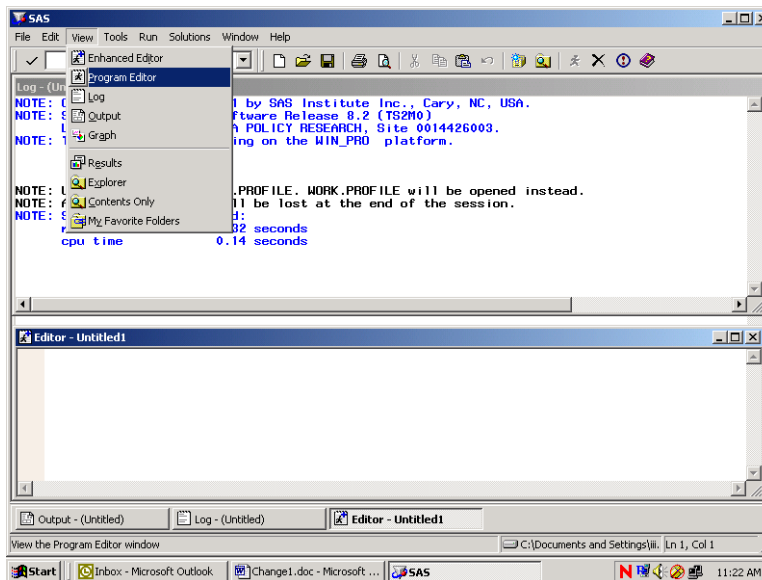 SAS
File Edit View Tools Run Solutions Window Help
Enhanced Editor
Program Editor
Log
Output
Graph
Results
Explorer
Contents Only
My Favorite Folders
Log - (Un
NOTE: C 1 by SAS Institute Inc., Cary, NC, USA.
NOTE: S ftware Release 8.2 (TS2M0)
L A POLICY RESEARCH, Site 0014426003.
NOTE: T ing on the WIN_PRO platform.
NOTE: U .PROFILE. WORK.PROFILE will be opened instead.
NOTE: A ll be lost at the end of the session.
NOTE: S d:
r 32 seconds
cpu time 0.14 seconds
Editor - Untitled1
Output - (Untitled) Log - (Untitled) Editor - Untitled1
View the Program Editor window C:\Documents and Settings\iii. Ln 1, Col 1
Start Inbox - Microsoft Outlook Change1.doc - Microsoft ... SAS 11:22 AM